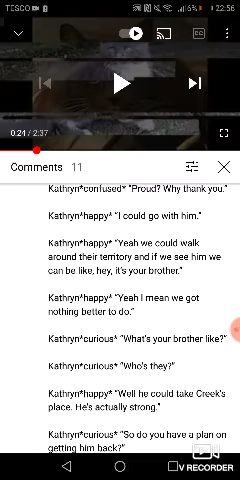 TESCO
6% 22:56
CC
0:24 / 2:37
Comments 11
Kathryn*confused* "Proud? Why thank you."
Kathryn*happy* "I could go with him."
Kathryn*happy* "Yeah we could walk
around their territory and if we see him we
can be like, hey, it's your brother."
Kathryn*happy* "Yeah I mean we got
nothing better to do."
Kathryn*curious* "What's your brother like?"
Kathryn*curious* "Who's they?"
Kathryn*happy* "Well he could take Creek's
place. He's actually strong."
Kathryn*curious* "So do you have a plan on
getting him back?"
V RECORDER